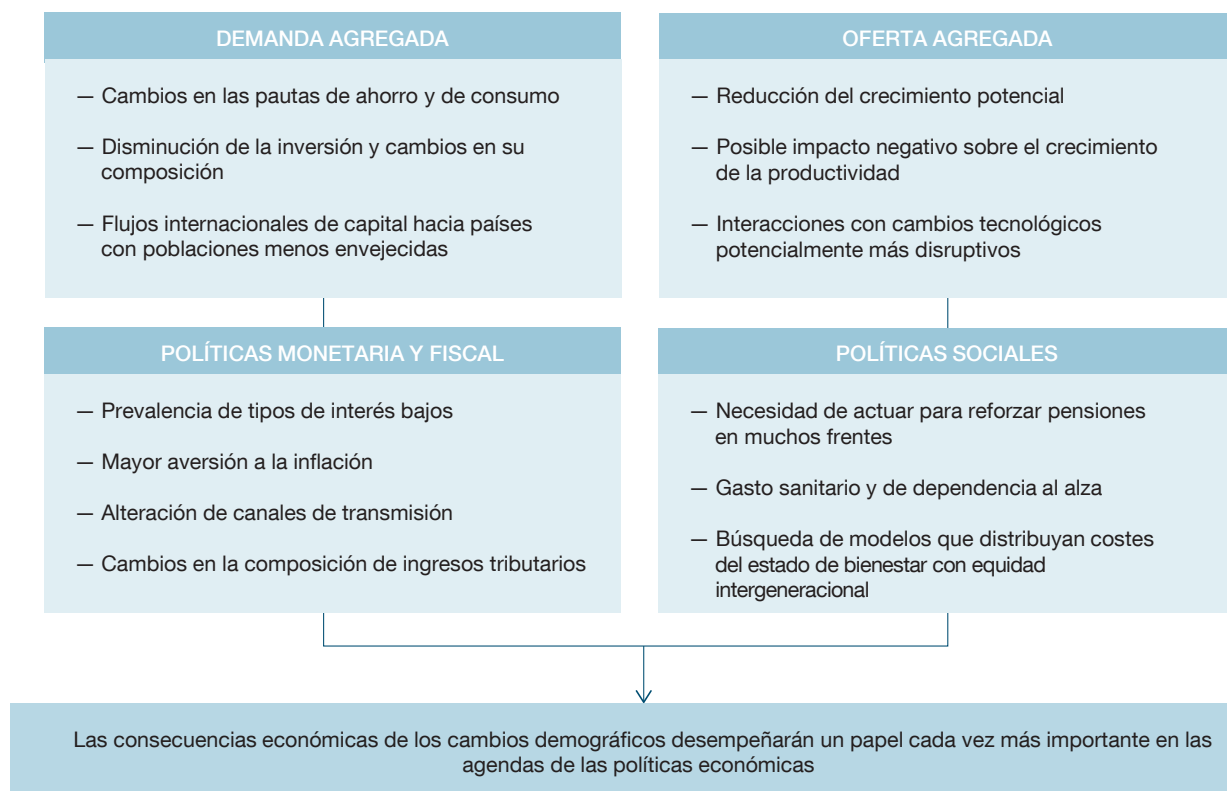 DEMANDA AGREGADA
— Cambios en las pautas de ahorro y de consumo
— Disminución de la inversión y cambios en su
composición
— Flujos internacionales de capital hacia países
con poblaciones menos envejecidas
OFERTA AGREGADA
— Reducción del crecimiento potencial
— Posible impacto negativo sobre el crecimiento
de la productividad
— Interacciones con cambios tecnológicos
potencialmente más disruptivos
POLÍTICAS MONETARIA Y FISCAL
— Prevalencia de tipos de interés bajos
— Mayor aversión a la inflación
— Alteración de canales de transmisión
— Cambios en la composición de ingresos tributarios
POLÍTICAS SOCIALES
— Necesidad de actuar para reforzar pensiones
en muchos frentes
— Gasto sanitario y de dependencia al alza
— Búsqueda de modelos que distribuyan costes
del estado de bienestar con equidad
intergeneracional
Las consecuencias económicas de los cambios demográficos desempeñarán un papel cada vez más importante en las
agendas de las políticas económicas